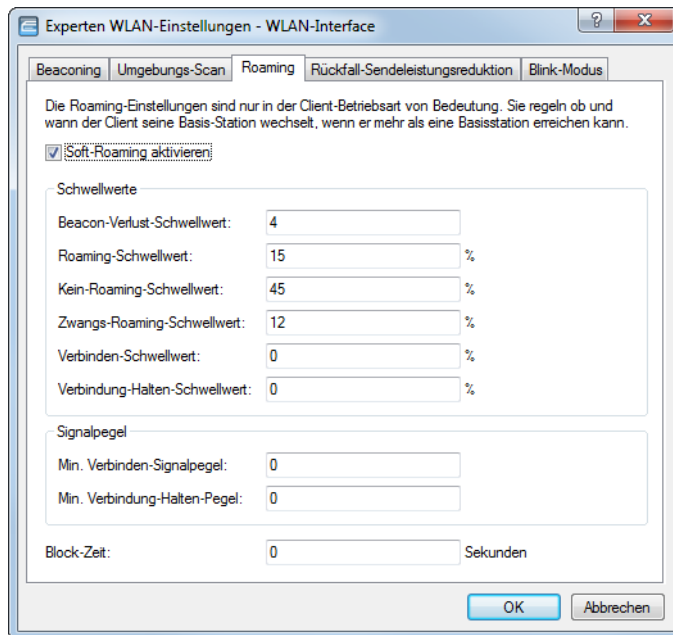 Experten WLAN-Einstellungen - WLAN-Interface
Beaconing Umgebungs-Scan Roaming Rückfall-Sendeleistungsreduktion Blink-Modus
Die Roaming-Einstellungen sind nur in der Client-Betriebsart von Bedeutung. Sie regeln ob und
wann der Client seine Basis-Station wechselt, wenn er mehr als eine Basisstation erreichen kann.
Soft-Roaming aktivieren
Schwellwerte
Beacon-Verlust-Schwellwert: 4
Roaming-Schwellwert: 15 %
Kein-Roaming-Schwellwert: 45 %
Zwangs-Roaming-Schwellwert: 12 %
Verbinden-Schwellwert: 0 %
Verbindung-Halten-Schwellwert: 0 %
Signalpegel
Min. Verbinden-Signalpegel: 0
Min. Verbindung-Halten-Pegel: 0
Block-Zeit: 0 Sekunden
OK Abbrechen